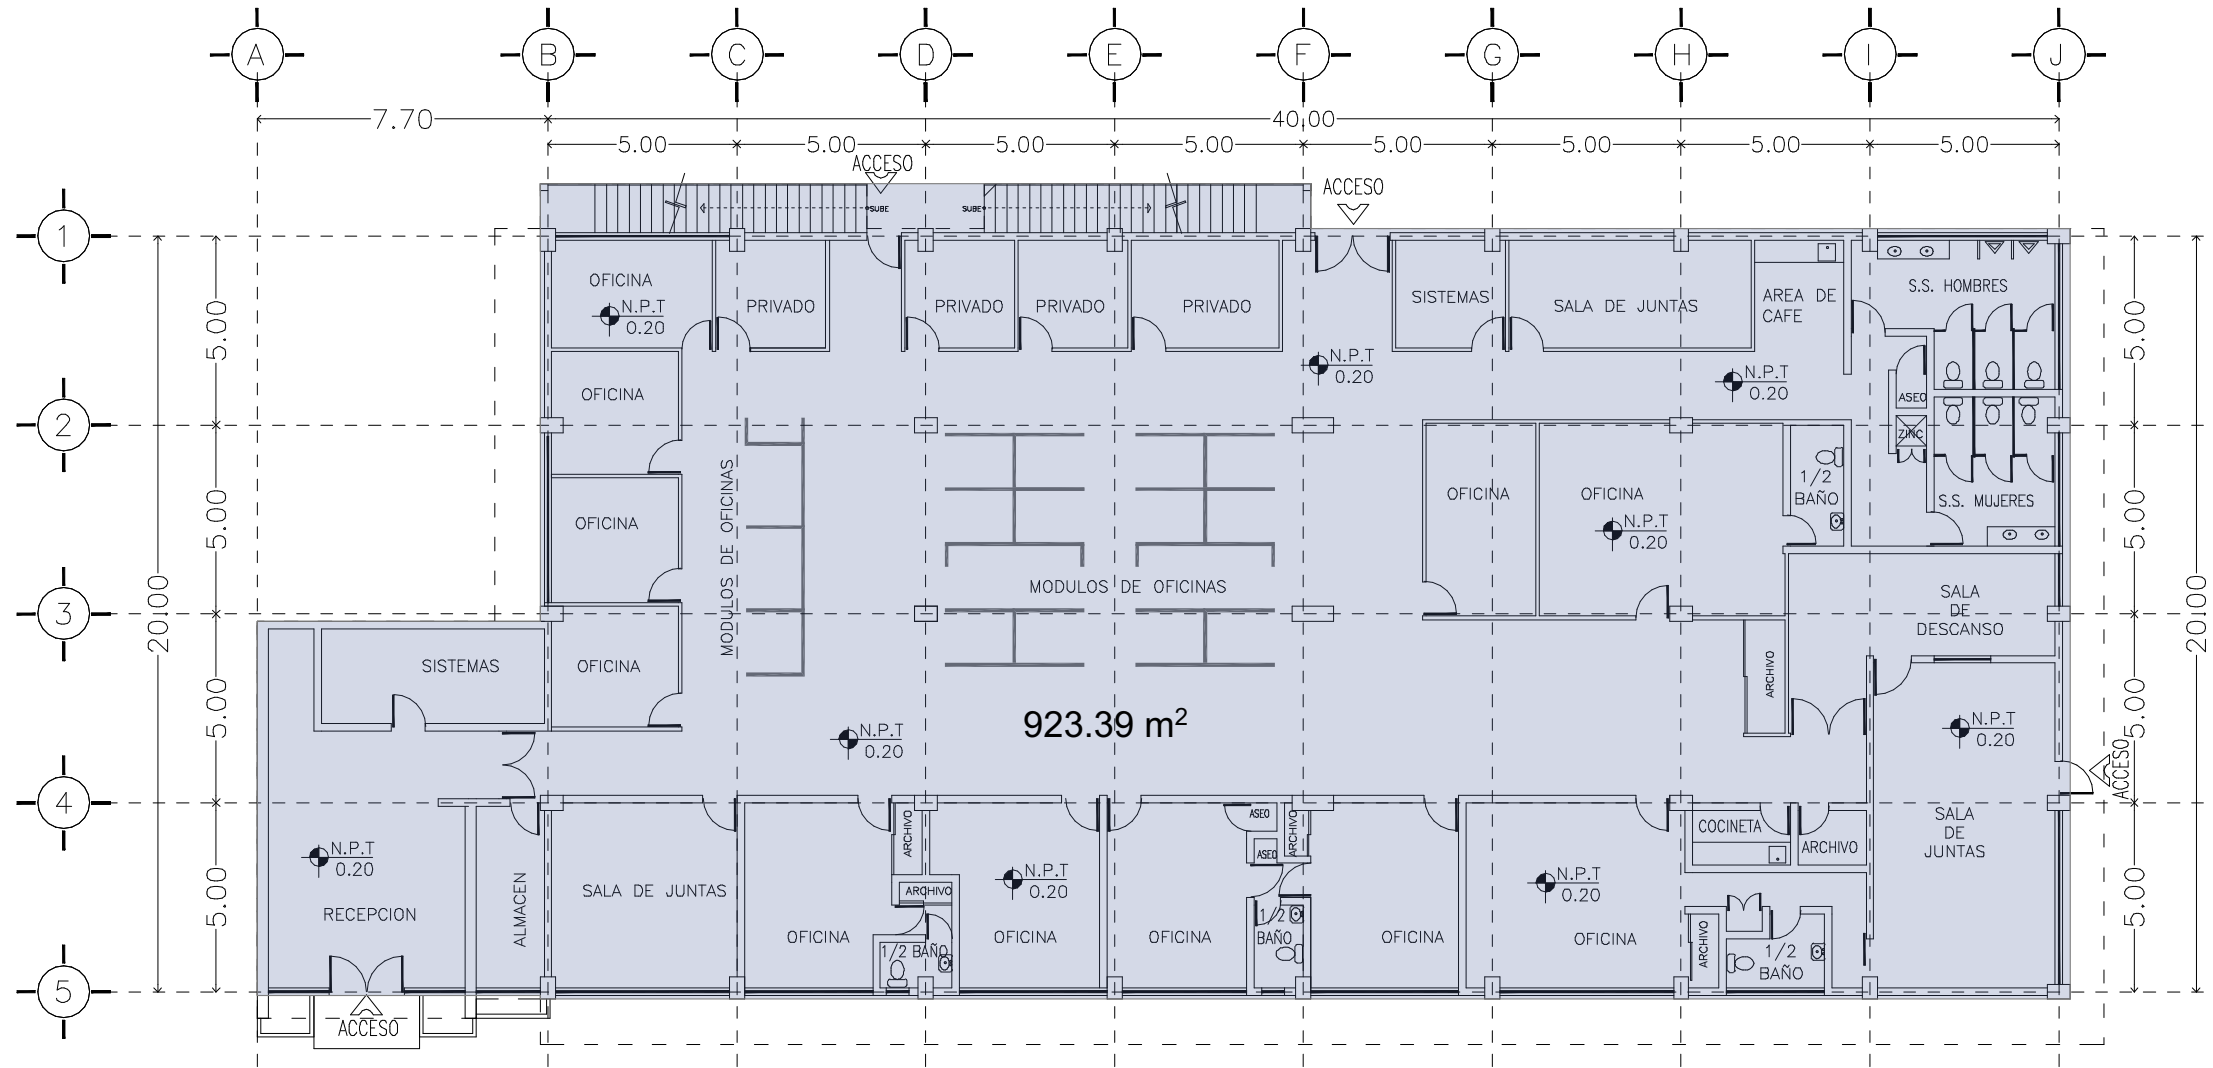 A B C D E F G H I J
7.70 40.00
5.00 5.00 5.00 5.00 5.00 5.00 5.00 5.00
ACCESO
ACCESO
SUBE SUBE
1
OFICINA
N.P.T
0.20
PRIVADO
PRIVADO
PRIVADO
PRIVADO
SISTEMAS
SALA DE JUNTAS
AREA DE
CAFE
S.S. HOMBRES
5.00
5.00
N.P.T
0.20
N.P.T
0.20
OFICINA
ASEO
2
ZINC
MODULOS DE OFICINAS
OFICINA
OFICINA
OFICINA
N.P.T
0.20
1/2
BAÑO
S.S. MUJERES
5.00
5.00
MODULOS DE OFICINAS
3
20.00
20.00
SALA
DE
DESCANSO
SISTEMAS
OFICINA
ARCHIVO
5.00
5.00
923.39 m²
N.P.T
0.20
N.P.T
0.20
ACCESO
4
N.P.T
0.20
RECEPCION
ALMACEN
SALA DE JUNTAS
OFICINA
ARCHIVO
ARCHIVO
1/2 BAÑO
N.P.T
0.20
OFICINA
OFICINA
ASEO
ASEO
ARCHIVO
1/2
BAÑO
OFICINA
N.P.T
0.20
OFICINA
COCINETA
ARCHIVO
ARCHIVO
1/2
BAÑO
SALA
DE
JUNTAS
5.00
5.00
5
ACCESO